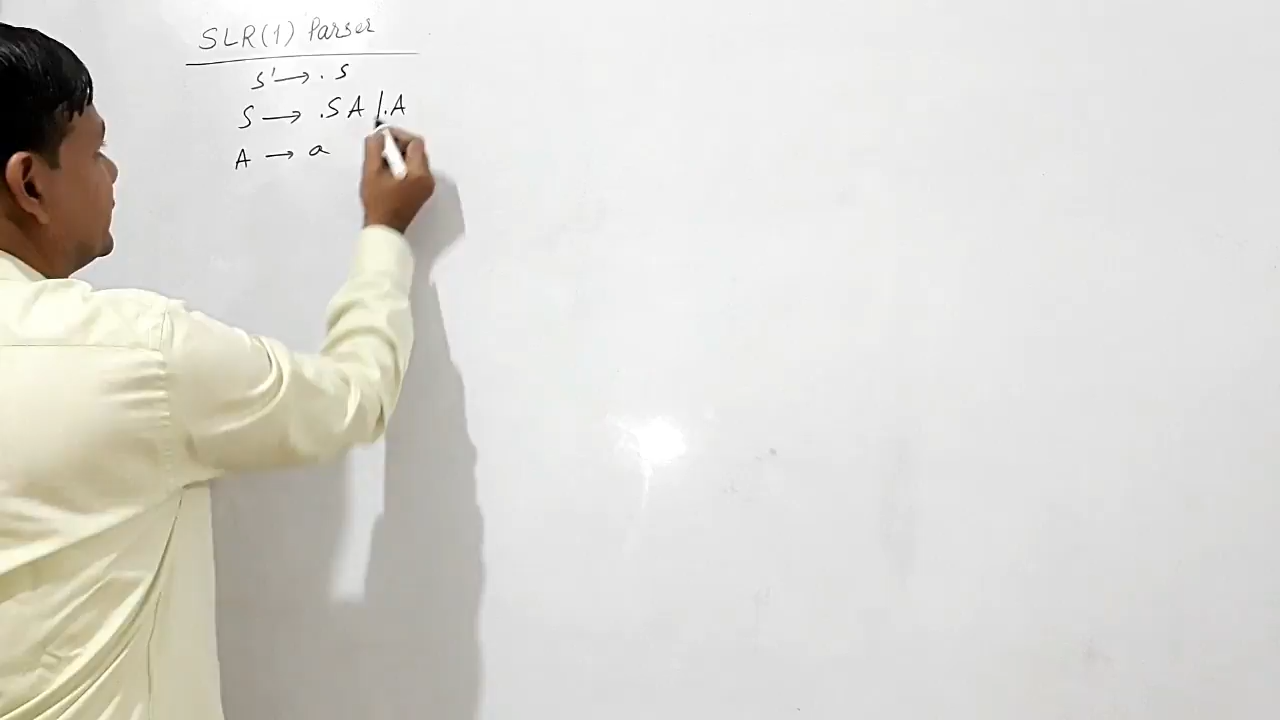 SLR(1) Parser
S' → . S
S → .SA | .A
A → a